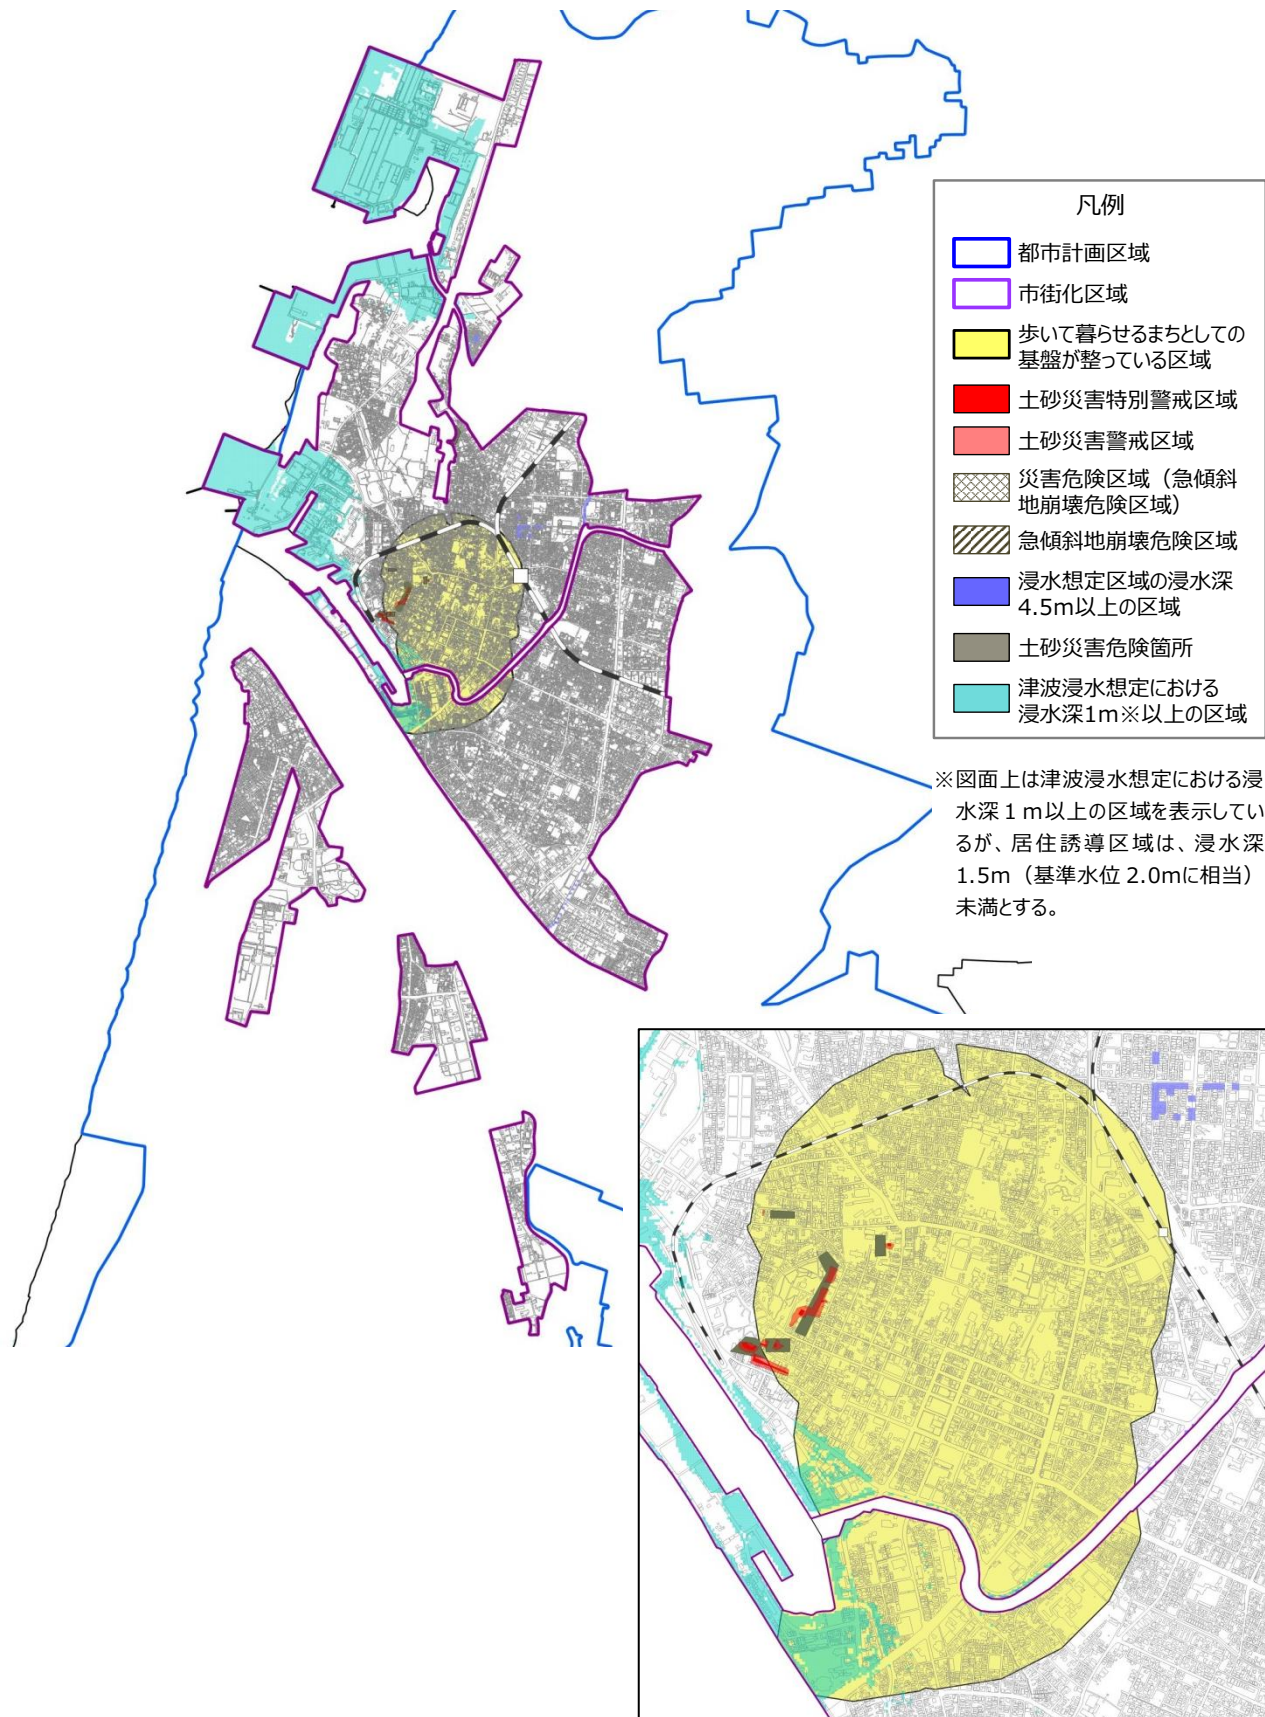 凡例
都市計画区域
市街化区域
歩いて暮らせるまちとしての
基盤が整っている区域
土砂災害特別警戒区域
土砂災害警戒区域
災害危険区域（急傾斜
地崩壊危険区域）
急傾斜地崩壊危険区域
浸水想定区域の浸水深
4.5m以上の区域
土砂災害危険箇所
津波浸水想定における
浸水深1m※以上の区域
※図面上は津波浸水想定における浸
水深１ｍ以上の区域を表示してい
るが、居住誘導区域は、浸水深
1.5m（基準水位 2.0mに相当）
未満とする。